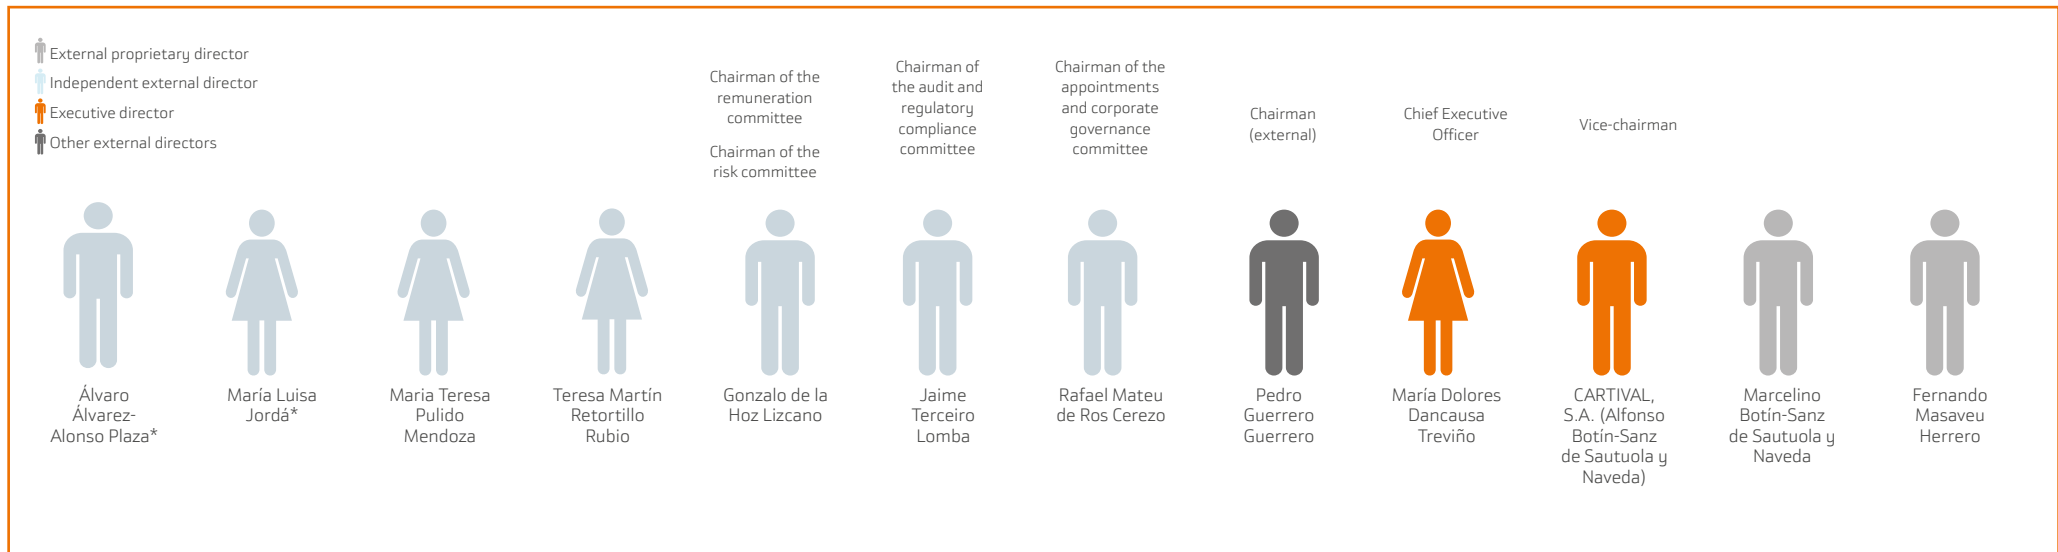 External proprietary director
Independent external director
Executive director
Other external directors
Chairman of the
remuneration
committee
Chairman of the
risk committee
Chairman of
the audit and
regulatory
compliance
committee
Chairman of the
appointments
and corporate
governance
committee
Chairman
(external)
Chief Executive
Officer
Vice-chairman
Álvaro
Álvarez-
Alonso Plaza*
María Luisa
Jordá*
Maria Teresa
Pulido
Mendoza
Teresa Martín
Retortillo
Rubio
Gonzalo de la
Hoz Lizcano
Jaime
Terceiro
Lomba
Rafael Mateu
de Ros Cerezo
Pedro
Guerrero
Guerrero
María Dolores
Dancausa
Treviño
CARTIVAL,
S.A. (Alfonso
Botín-Sanz
de Sautuola y
Naveda)
Marcelino
Botín-Sanz
de Sautuola y
Naveda
Fernando
Masaveu
Herrero